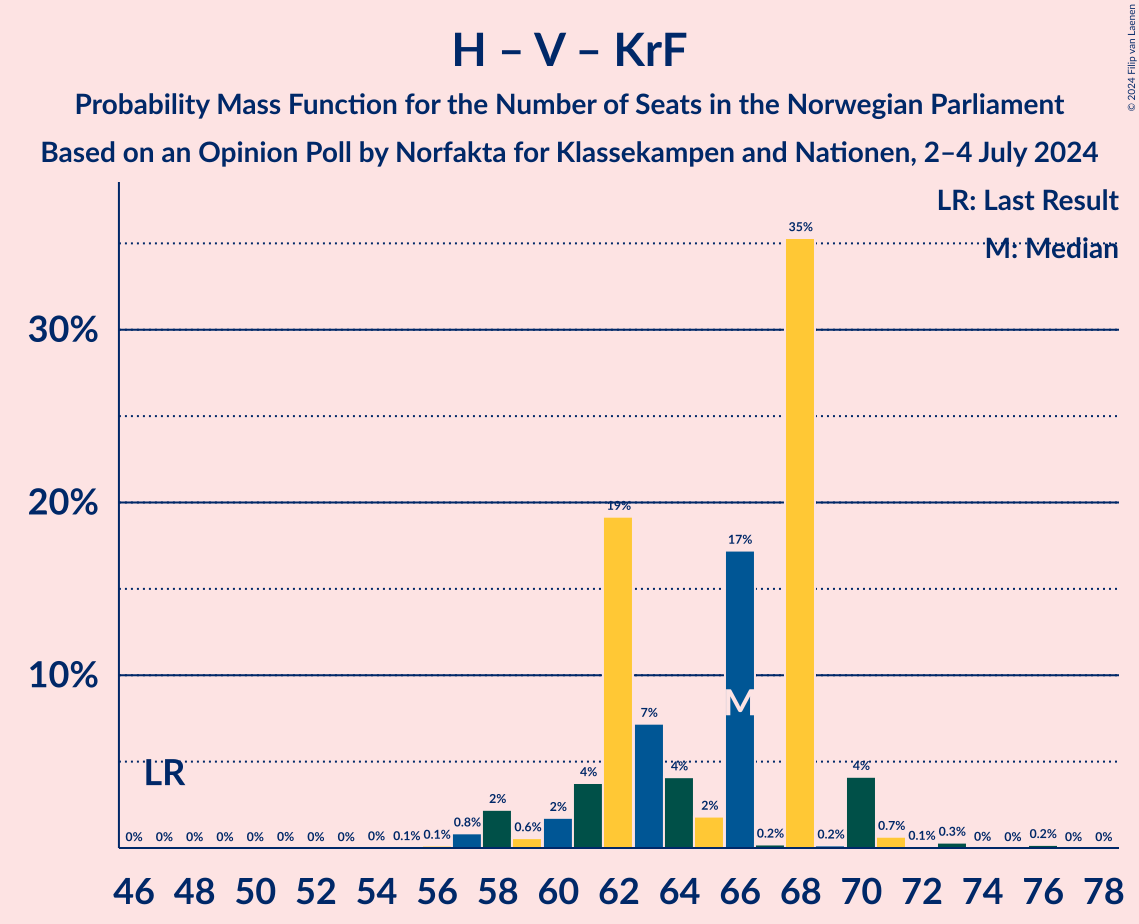 H – V – KrF
Probability Mass Function for the Number of Seats in the Norwegian Parliament
Based on an Opinion Poll by Norfakta for Klassekampen and Nationen, 2–4 July 2024
© 2024 Filip van Laenen
LR: Last Result
M: Median
30%
20%
10%
LR
M
0% 0% 0% 0% 0% 0% 0% 0% 0% 0.1% 0.1% 0.8% 2% 0.6% 2% 4% 19% 7% 4% 2% 17% 0.2% 35% 0.2% 4% 0.7% 0.1% 0.3% 0% 0% 0.2% 0% 0%
46 48 50 52 54 56 58 60 62 64 66 68 70 72 74 76 78